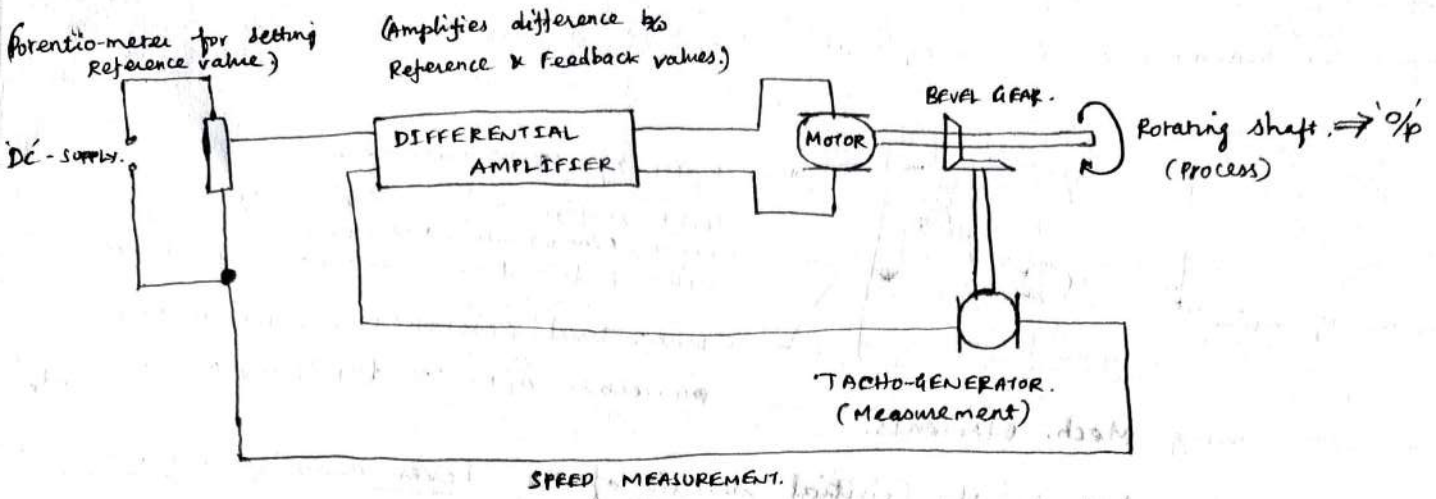 (Potentio-meter for setting
Reference value)
(Amplifies difference b/w
Reference & Feedback values.)
'DC' - SUPPLY.
DIFFERENTIAL
AMPLIFIER
MOTOR
BEVEL GEAR.
Rotating shaft. ⇒ 'O/p'
(Process)
TACHO-GENERATOR.
(Measurement)
SPEED MEASUREMENT.